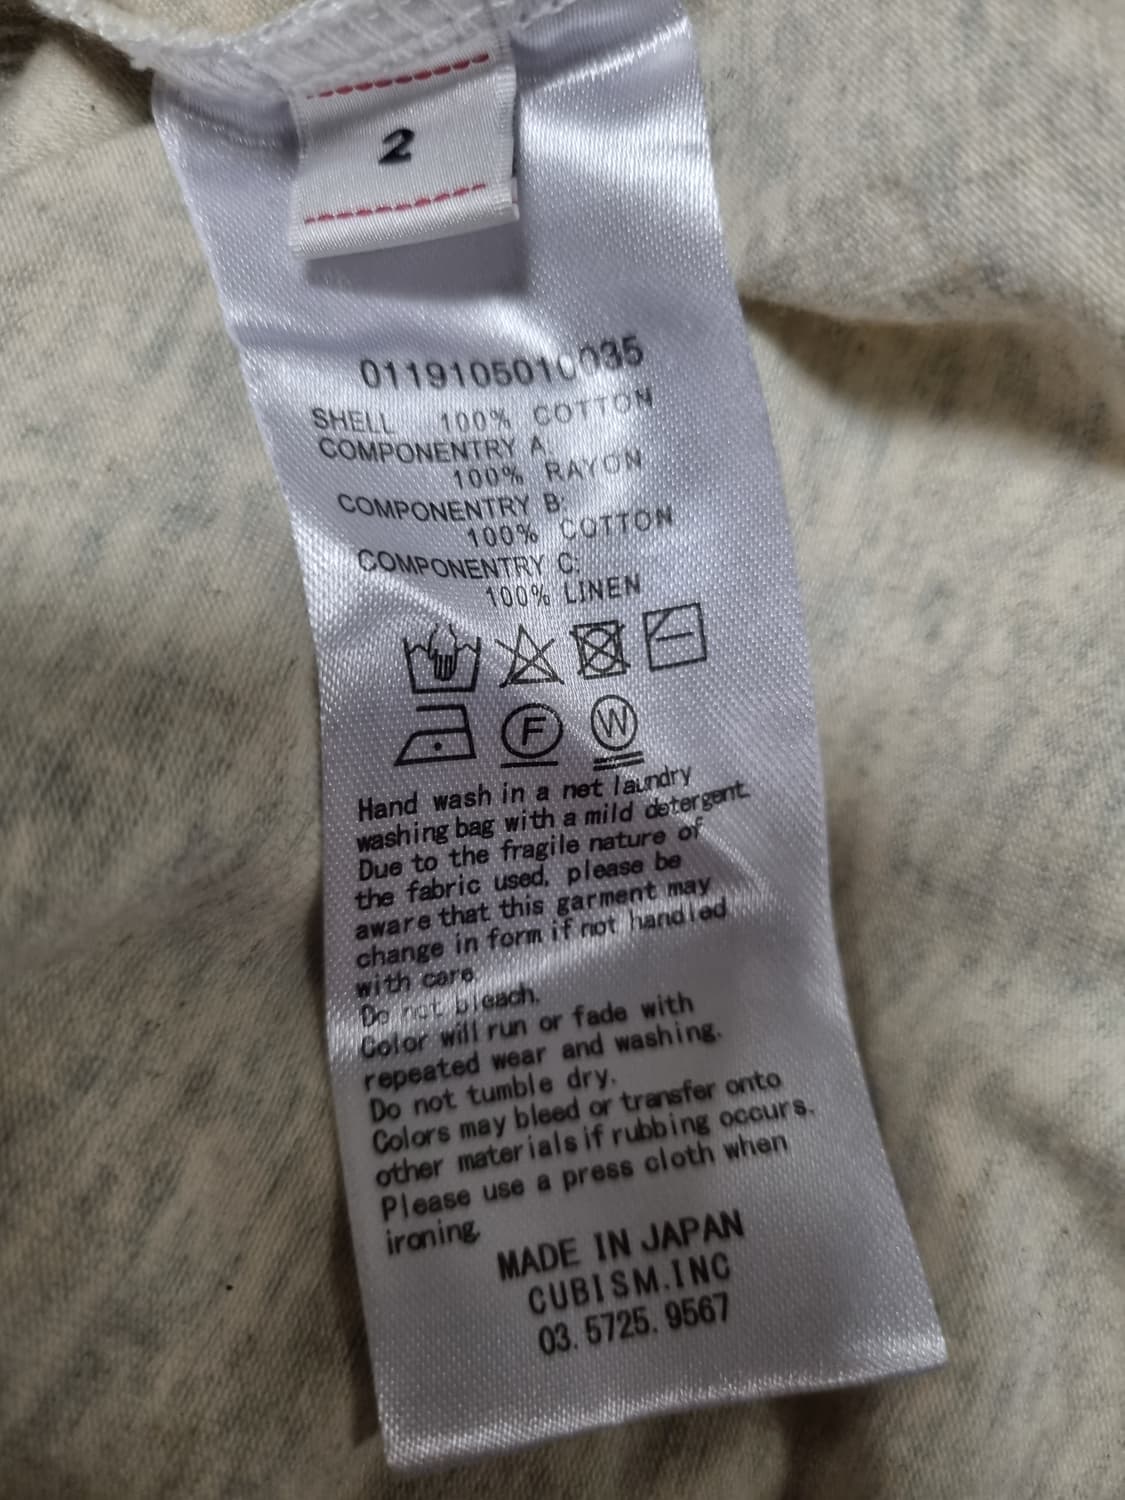 2
0119105010035
SHELL 100% COTTON
COMPONENTRY A:
100% RAYON
COMPONENTRY B:
100% COTTON
COMPONENTRY C:
100% LINEN
F W
Hand wash in a net laundry
washing bag with a mild detergent.
Due to the fragile nature of
the fabric used, please be
aware that this garment may
change in form if not handled
with care.
Do not bleach.
Color will run or fade with
repeated wear and washing.
Do not tumble dry.
Colors may bleed or transfer onto
other materials if rubbing occurs.
Please use a press cloth when
ironing.
MADE IN JAPAN
CUBISM.INC
03.5725.9567